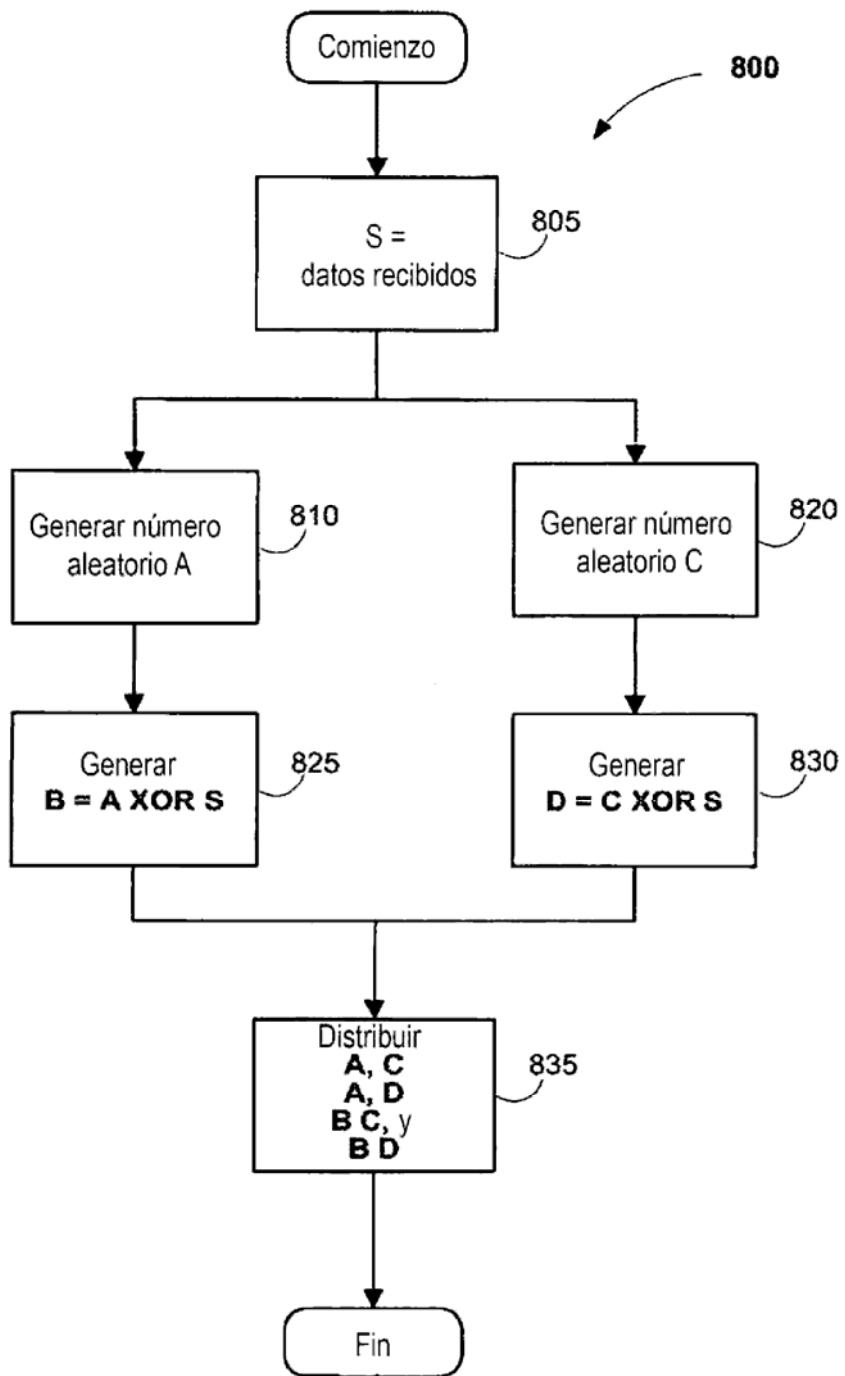 Comienzo
800
S =
datos recibidos
805
Generar número
aleatorio A
810
Generar número
aleatorio C
820
Generar
B = A XOR S
825
Generar
D = C XOR S
830
Distribuir
A, C
A, D
B C, y
B D
835
Fin